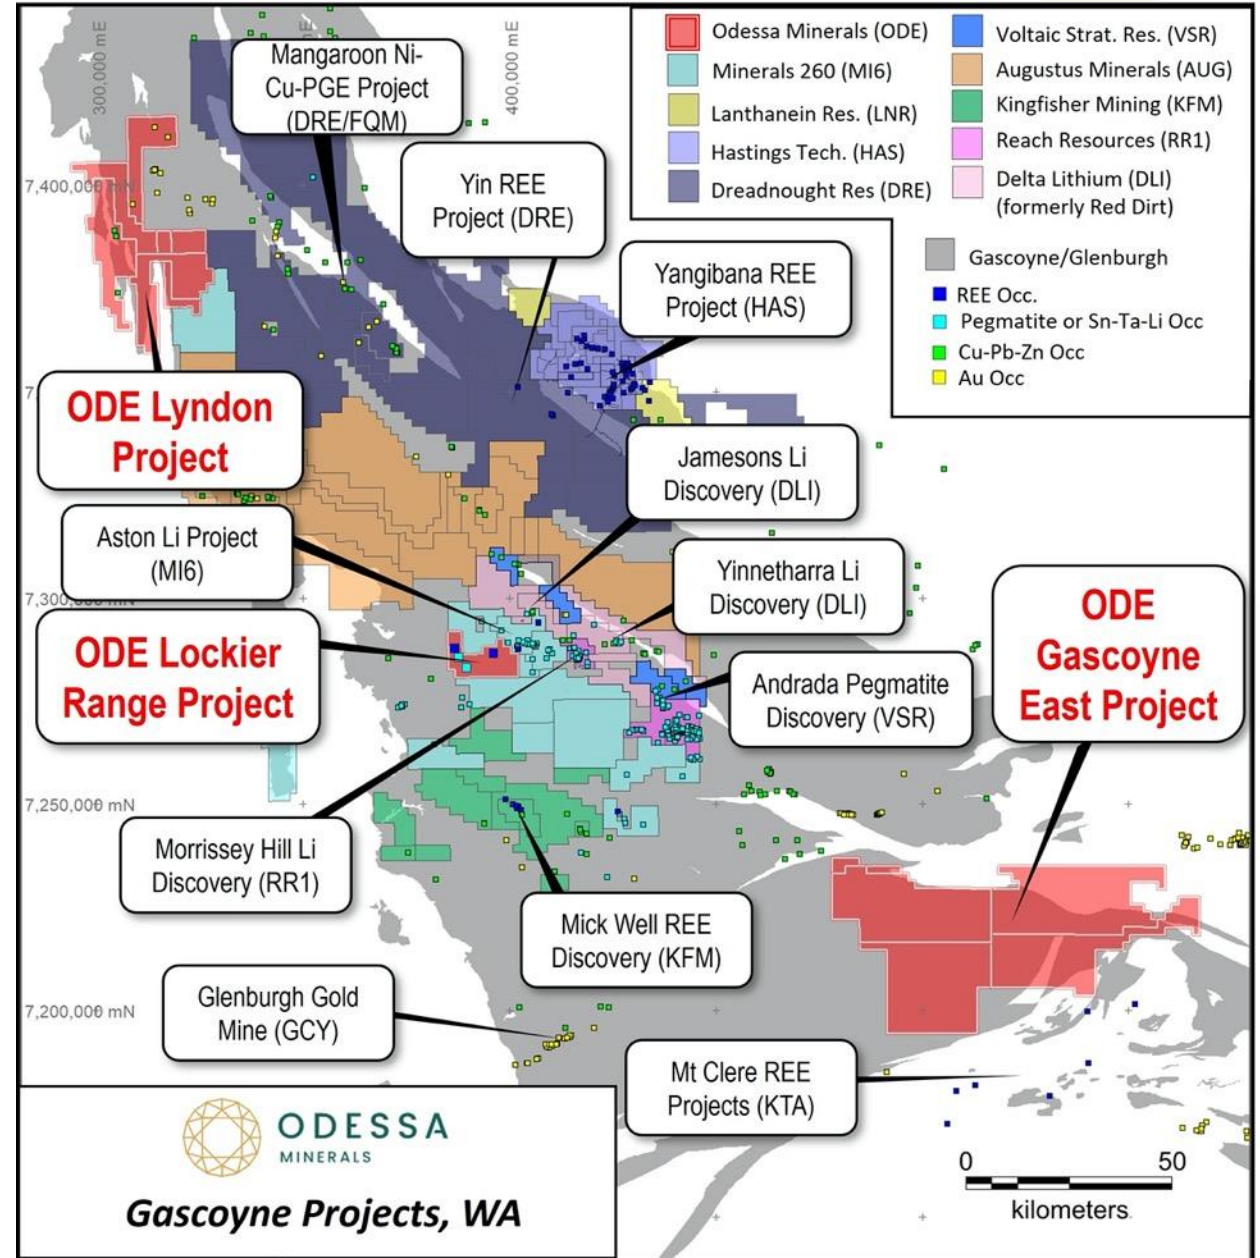 300,000 mE
mE
400,000 mE
7,400,000 mN
7,
7,300,000 mN
7,250,000 mN
7,200,000 mN
Odessa Minerals (ODE)
Minerals 260 (MI6)
Lanthanein Res. (LNR)
Hastings Tech. (HAS)
Dreadnought Res (DRE)
Voltaic Strat. Res. (VSR)
Augustus Minerals (AUG)
Kingfisher Mining (KFM)
Reach Resources (RR1)
Delta Lithium (DLI)
(formerly Red Dirt)
Gascoyne/Glenburgh
REE Occ.
Pegmatite or Sn-Ta-Li Occ
Cu-Pb-Zn Occ
Au Occ
Mangaroon Ni-
Cu-PGE Project
(DRE/FQM)
Yin REE
Project (DRE)
Yangibana REE
Project (HAS)
ODE Lyndon
Project
Jamesons Li
Discovery (DLI)
Aston Li Project
(MI6)
Yinnetharra Li
Discovery (DLI)
ODE Lockier
Range Project
ODE
Gascoyne
East Project
Andrada Pegmatite
Discovery (VSR)
Morrissey Hill Li
Discovery (RR1)
Mick Well REE
Discovery (KFM)
Glenburgh Gold
Mine (GCY)
Mt Clere REE
Projects (KTA)
ODESSA
MINERALS
Gascoyne Projects, WA
0 50
kilometers